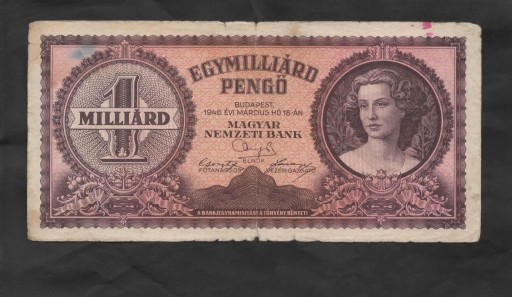 EGYMILLIÁRD
PENGŐ
1
MILLIÁRD
BUDAPEST,
1946. ÉVI MÁRCIUS HÓ 18-ÁN
MAGYAR
NEMZETI BANK
ELNÖK
FŐTANÁCSOS
VEZÉRIGAZGATÓ
A BANKJEGYHAMISÍTÁST A TÖRVÉNY BÜNTETI